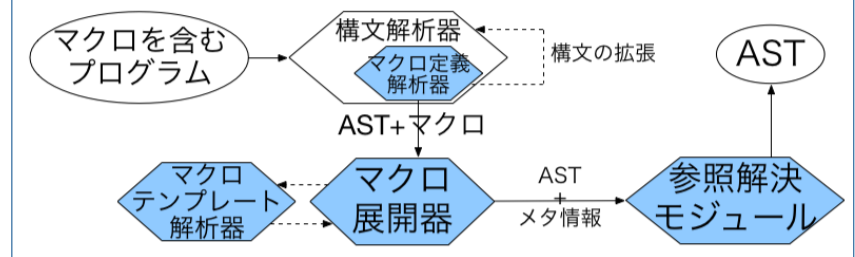 マクロを含む
プログラム
構文解析器
マクロ定義
解析器
構文の拡張
AST
AST+マクロ
マクロ
テンプレート
解析器
マクロ
展開器
AST
+
メタ情報
参照解決
モジュール